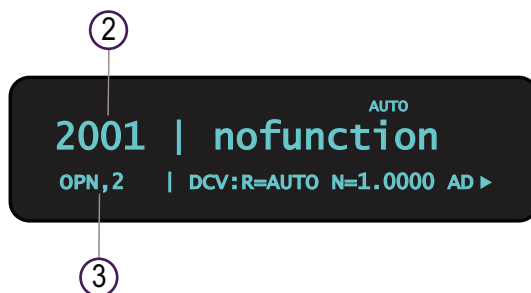 2
AUTO
2001 | nofunction
OPN,2 | DCV:R=AUTO N=1.0000 AD ▶
3